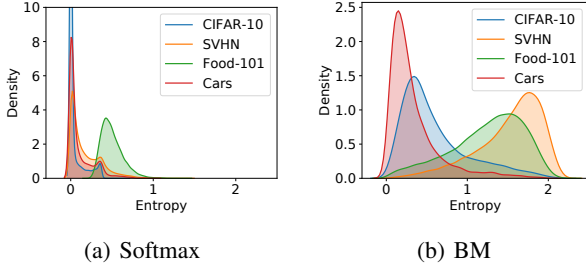 10
8
6
4
2
0
Density
0
1
2
Entropy
CIFAR-10
SVHN
Food-101
Cars
(a) Softmax
2.5
2.0
1.5
1.0
0.5
0.0
Density
0
1
2
Entropy
CIFAR-10
SVHN
Food-101
Cars
(b) BM